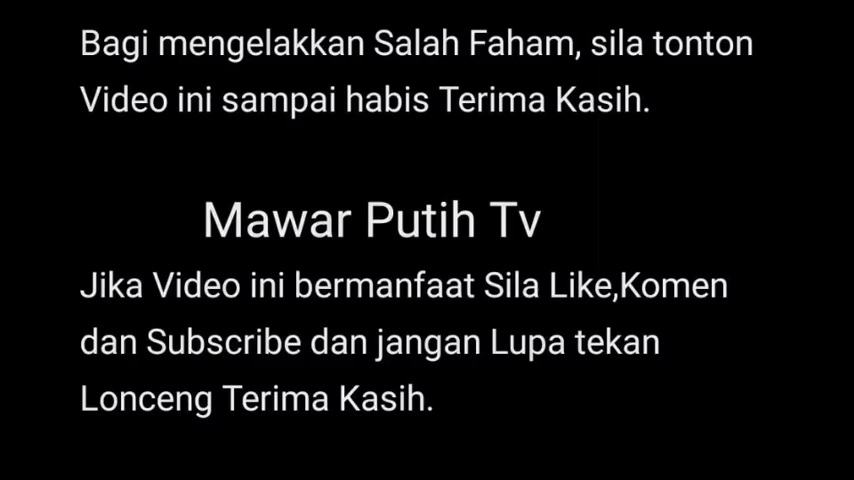 Bagi mengelakkan Salah Faham, sila tonton
Video ini sampai habis Terima Kasih.
Mawar Putih Tv
Jika Video ini bermanfaat Sila Like,Komen
dan Subscribe dan jangan Lupa tekan
Lonceng Terima Kasih.